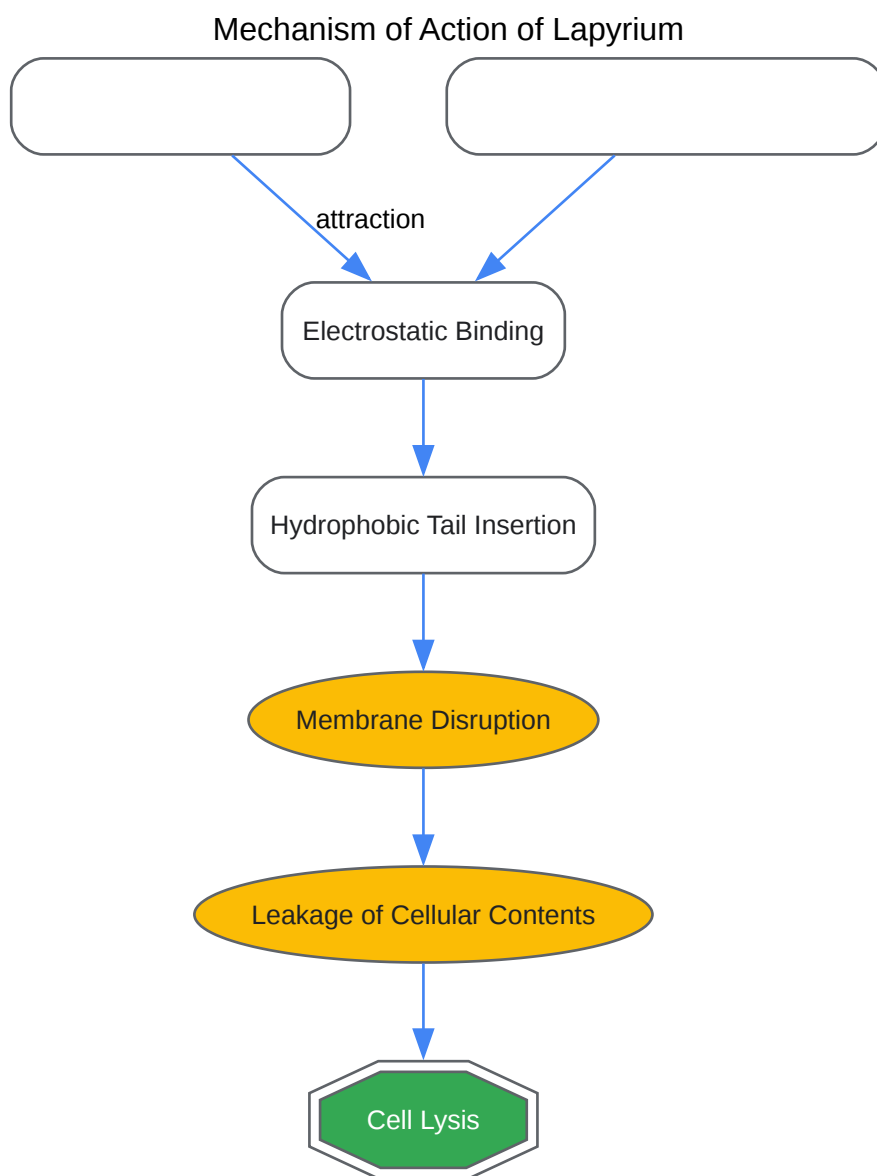 Mechanism of Action of Lapyrium
attraction
Electrostatic Binding
Hydrophobic Tail Insertion
Membrane Disruption
Leakage of Cellular Contents
Cell Lysis